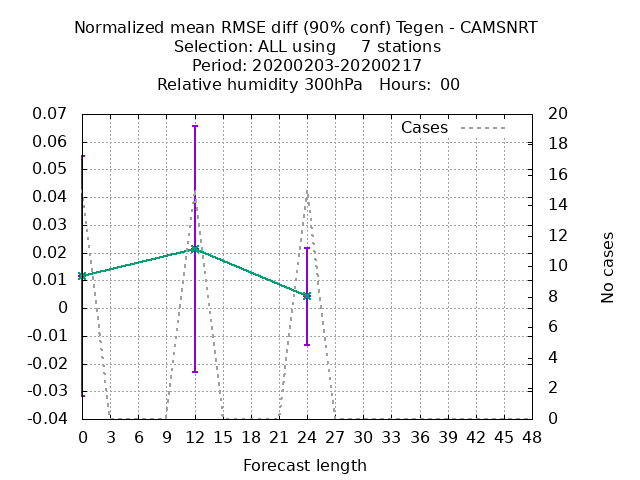 Normalized mean RMSE diff (90% conf) Tegen - CAMSNRT
Selection: ALL using     7 stations
Period: 20200203-20200217
Relative humidity 300hPa   Hours:  00
Cases
0.07
0.06
0.05
0.04
0.03
0.02
0.01
0
-0.01
-0.02
-0.03
-0.04
20
18
16
14
12
10
8
6
4
2
0
No cases
0 3 6 9 12 15 18 21 24 27 30 33 36 39 42 45 48
Forecast length